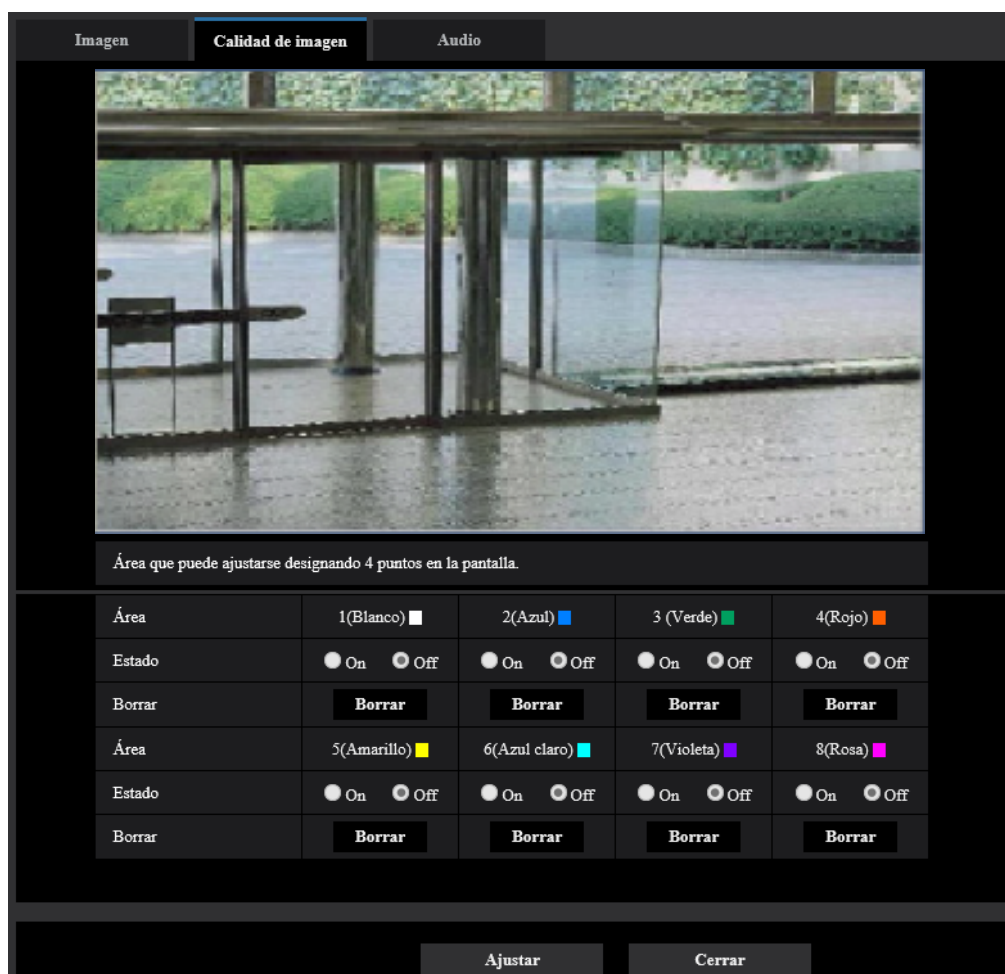 Imagen Calidad de imagen Audio
Área que puede ajustarse designando 4 puntos en la pantalla.
Área 1(Blanco) 2(Azul) 3 (Verde) 4(Rojo)
Estado On Off On Off On Off On Off
Borrar Borrar Borrar Borrar Borrar
Área 5(Amarillo) 6(Azul claro) 7(Violeta) 8(Rosa)
Estado On Off On Off On Off On Off
Borrar Borrar Borrar Borrar Borrar
Ajustar Cerrar